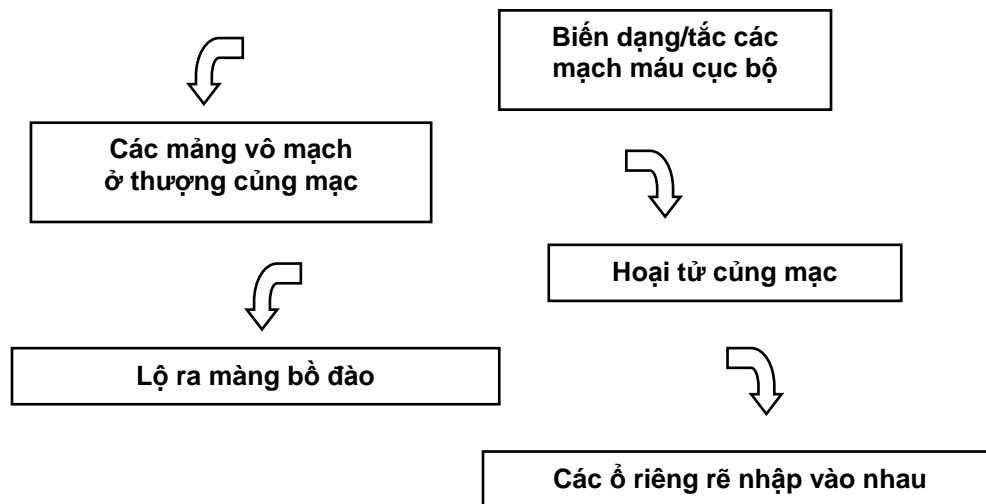 Biến dạng/tắc các
mạch máu cục bộ
Các mảng vô mạch
ở thượng củng mạc
Hoại tử củng mạc
Lộ ra màng bồ đào
Các ổ riêng rẽ nhập vào nhau